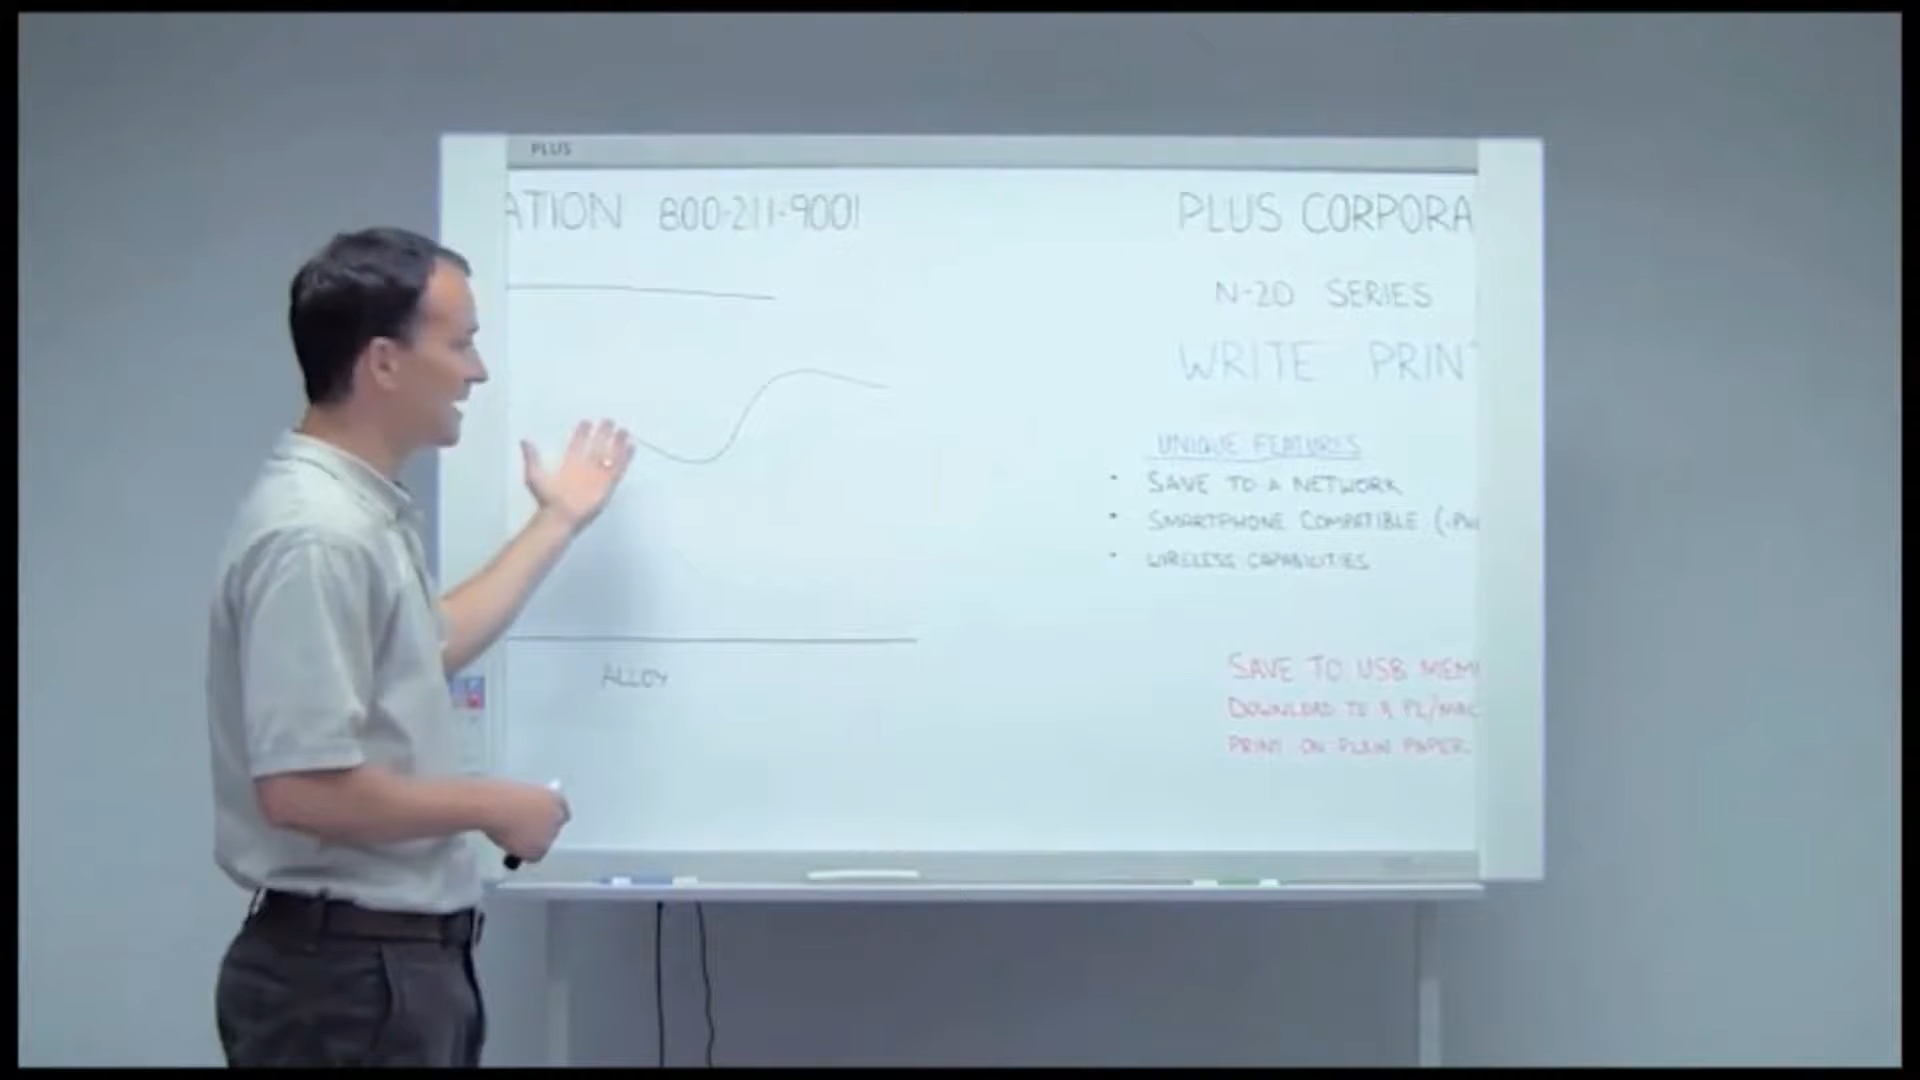 PLUS
ATION 800-211-9001
PLUS CORPORA
N-20 SERIES
WRITE PRIN
UNIQUE FEATURES
• SAVE TO A NETWORK
• SMARTPHONE COMPATIBLE (iPh
• WIRELESS CAPABILITIES
ALLOY
SAVE TO USB MEM
DOWNLOAD TO A PC/MAC
PRINT ON PLAIN PAPER